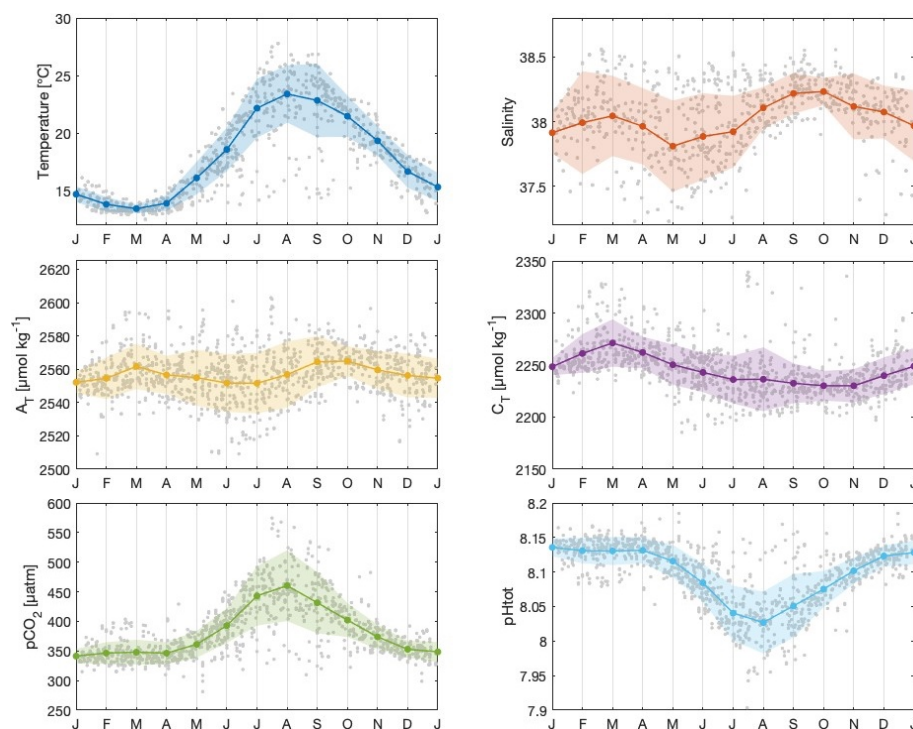 30
25
20
15
Temperature [°C]
J F M A M J J A S O N D J
38.5
38
37.5
Salinity
J F M A M J J A S O N D J
2620
2600
2580
2560
2540
2520
2500
A_T [µmol kg⁻¹]
J F M A M J J A S O N D J
2350
2300
2250
2200
2150
C_T [µmol kg⁻¹]
J F M A M J J A S O N D J
600
550
500
450
400
350
300
250
pCO₂ [µatm]
J F M A M J J A S O N D J
8.2
8.15
8.1
8.05
8
7.95
7.9
pHtot
J F M A M J J A S O N D J